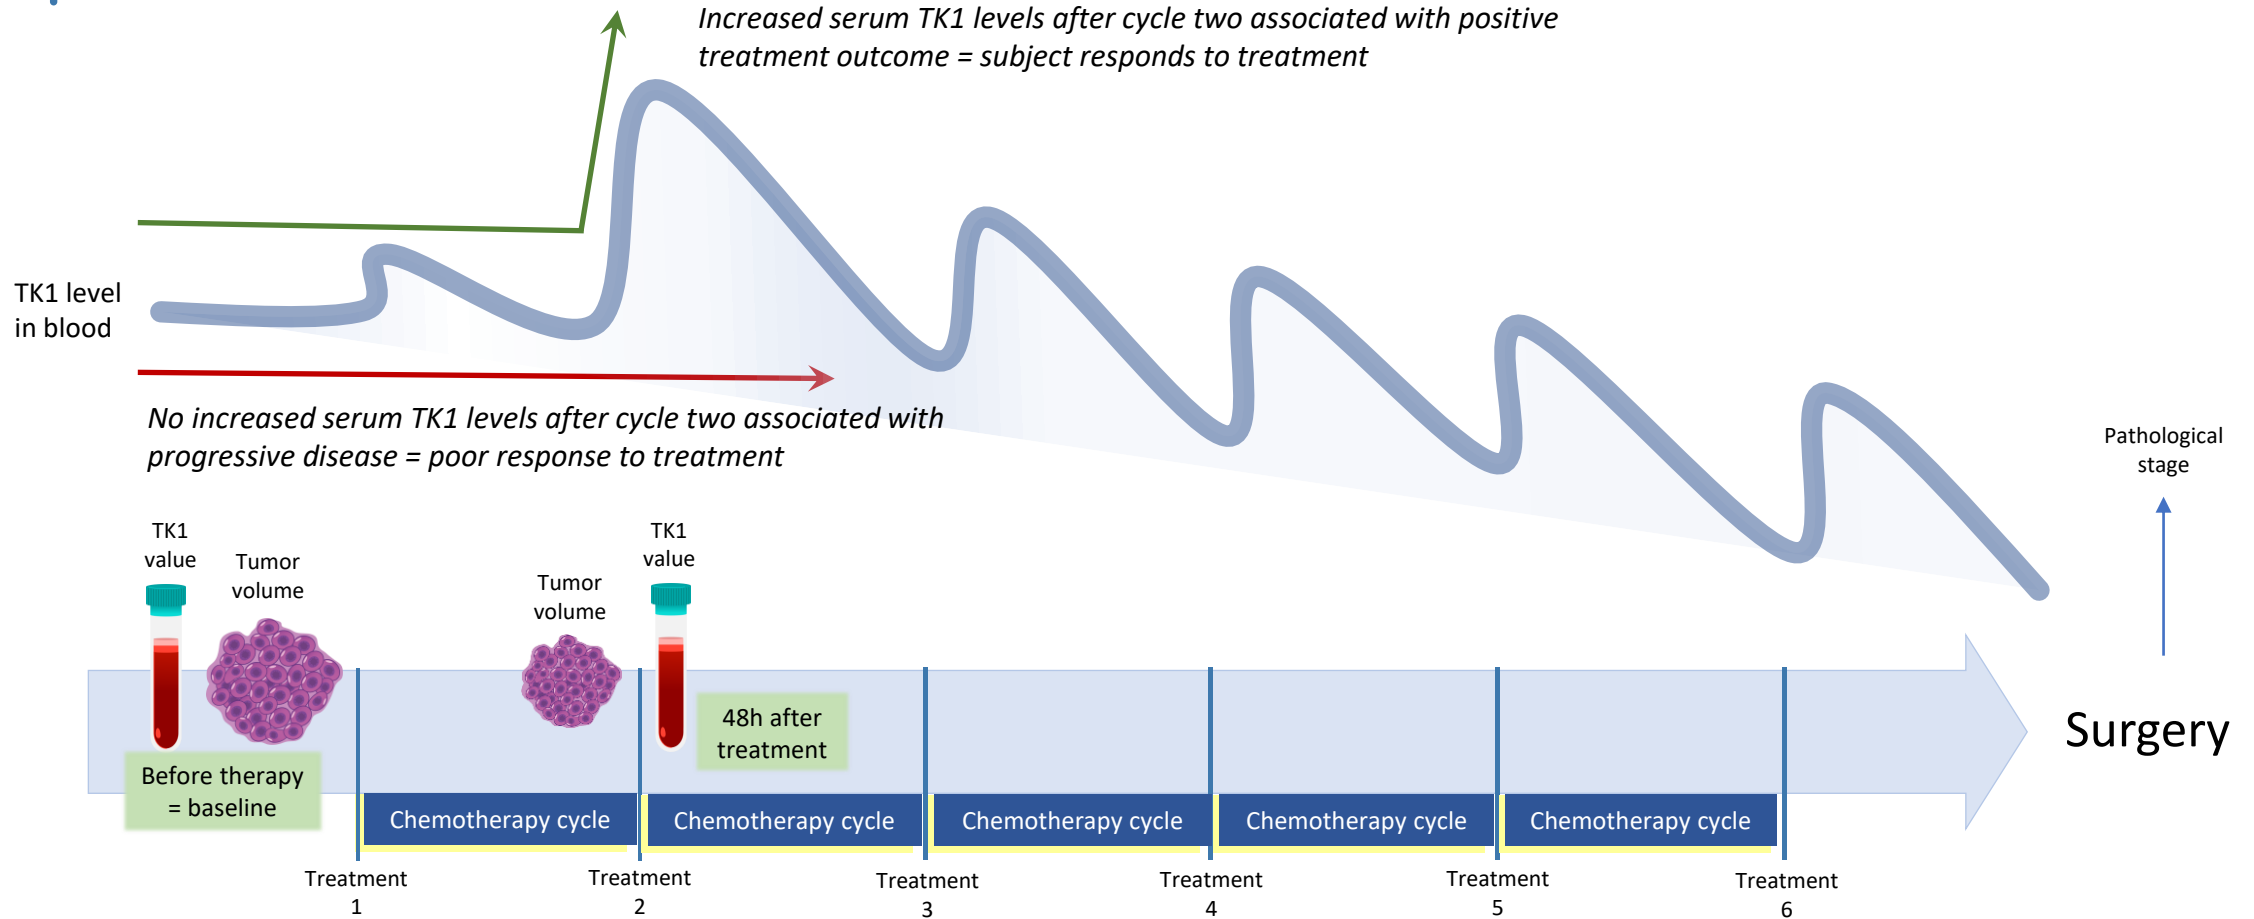 Increased serum TK1 levels after cycle two associated with positive
treatment outcome = subject responds to treatment
TK1 level
in blood
No increased serum TK1 levels after cycle two associated with
progressive disease = poor response to treatment
Pathological
stage
TK1
value
Tumor
volume
Tumor
volume
TK1
value
48h after
treatment
Before therapy
= baseline
Surgery
Chemotherapy cycle
Chemotherapy cycle
Chemotherapy cycle
Chemotherapy cycle
Chemotherapy cycle
Treatment
1
Treatment
2
Treatment
3
Treatment
4
Treatment
5
Treatment
6